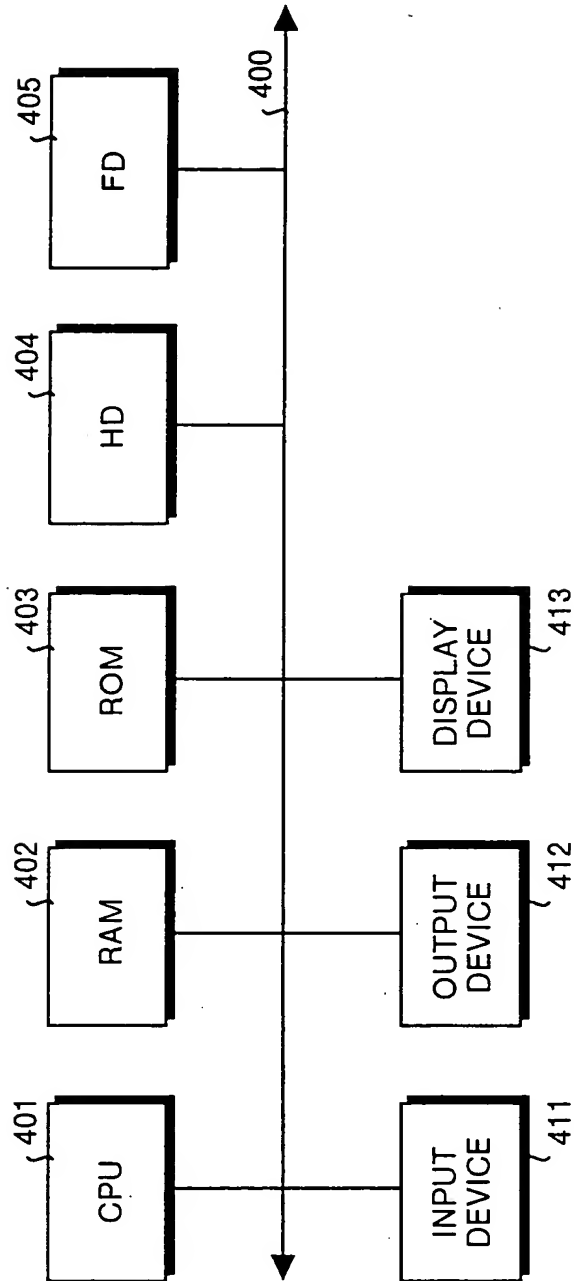 401
402
403
404
405
CPU
RAM
ROM
HD
FD
400
INPUT
DEVICE
OUTPUT
DEVICE
DISPLAY
DEVICE
411
412
413